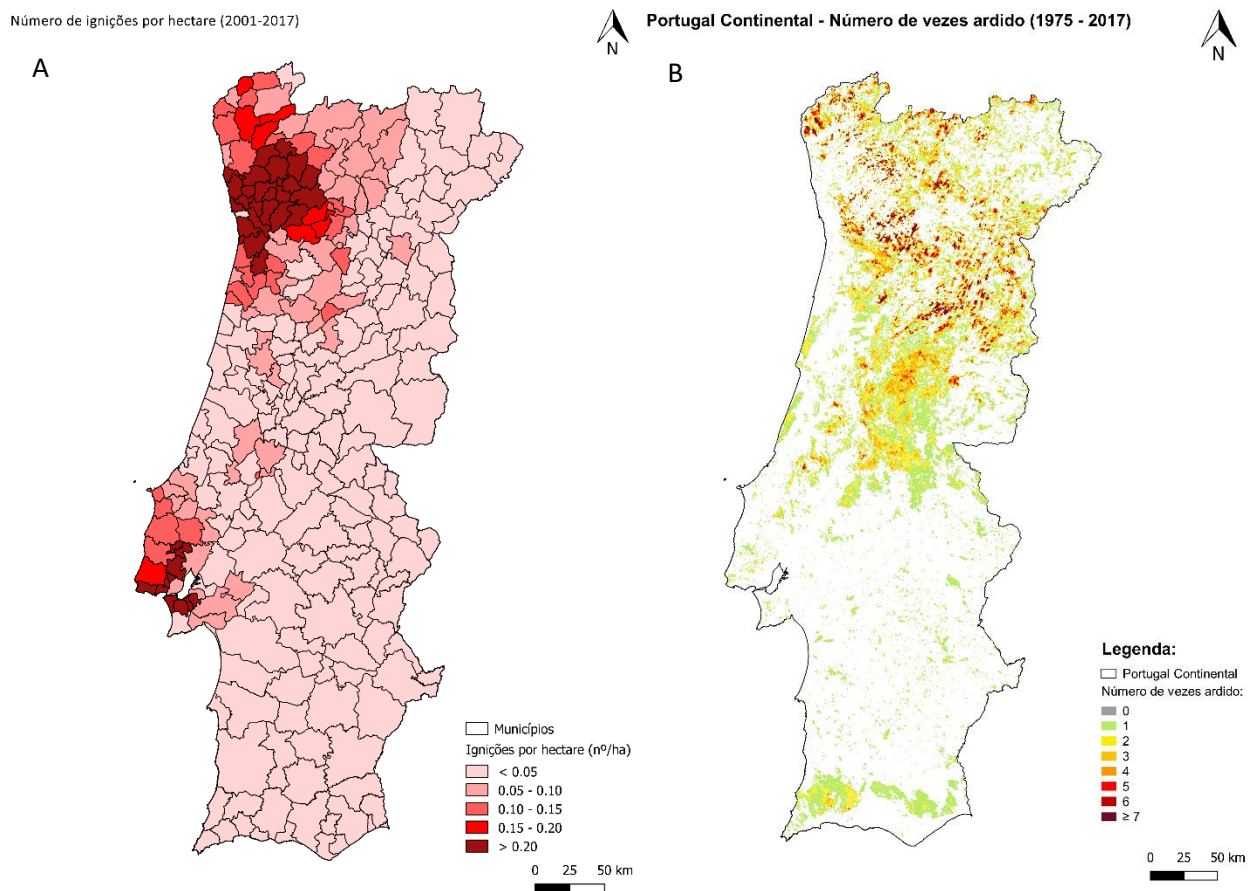 Número de ignições por hectare (2001-2017)
N
A
Municípios
Ignições por hectare (nº/ha)
< 0.05
0.05 - 0.10
0.10 - 0.15
0.15 - 0.20
> 0.20
0 25 50 km
Portugal Continental - Número de vezes ardido (1975 - 2017)
N
B
Legenda:
Portugal Continental
Número de vezes ardido:
0
1
2
3
4
5
6
≥ 7
0 25 50 km